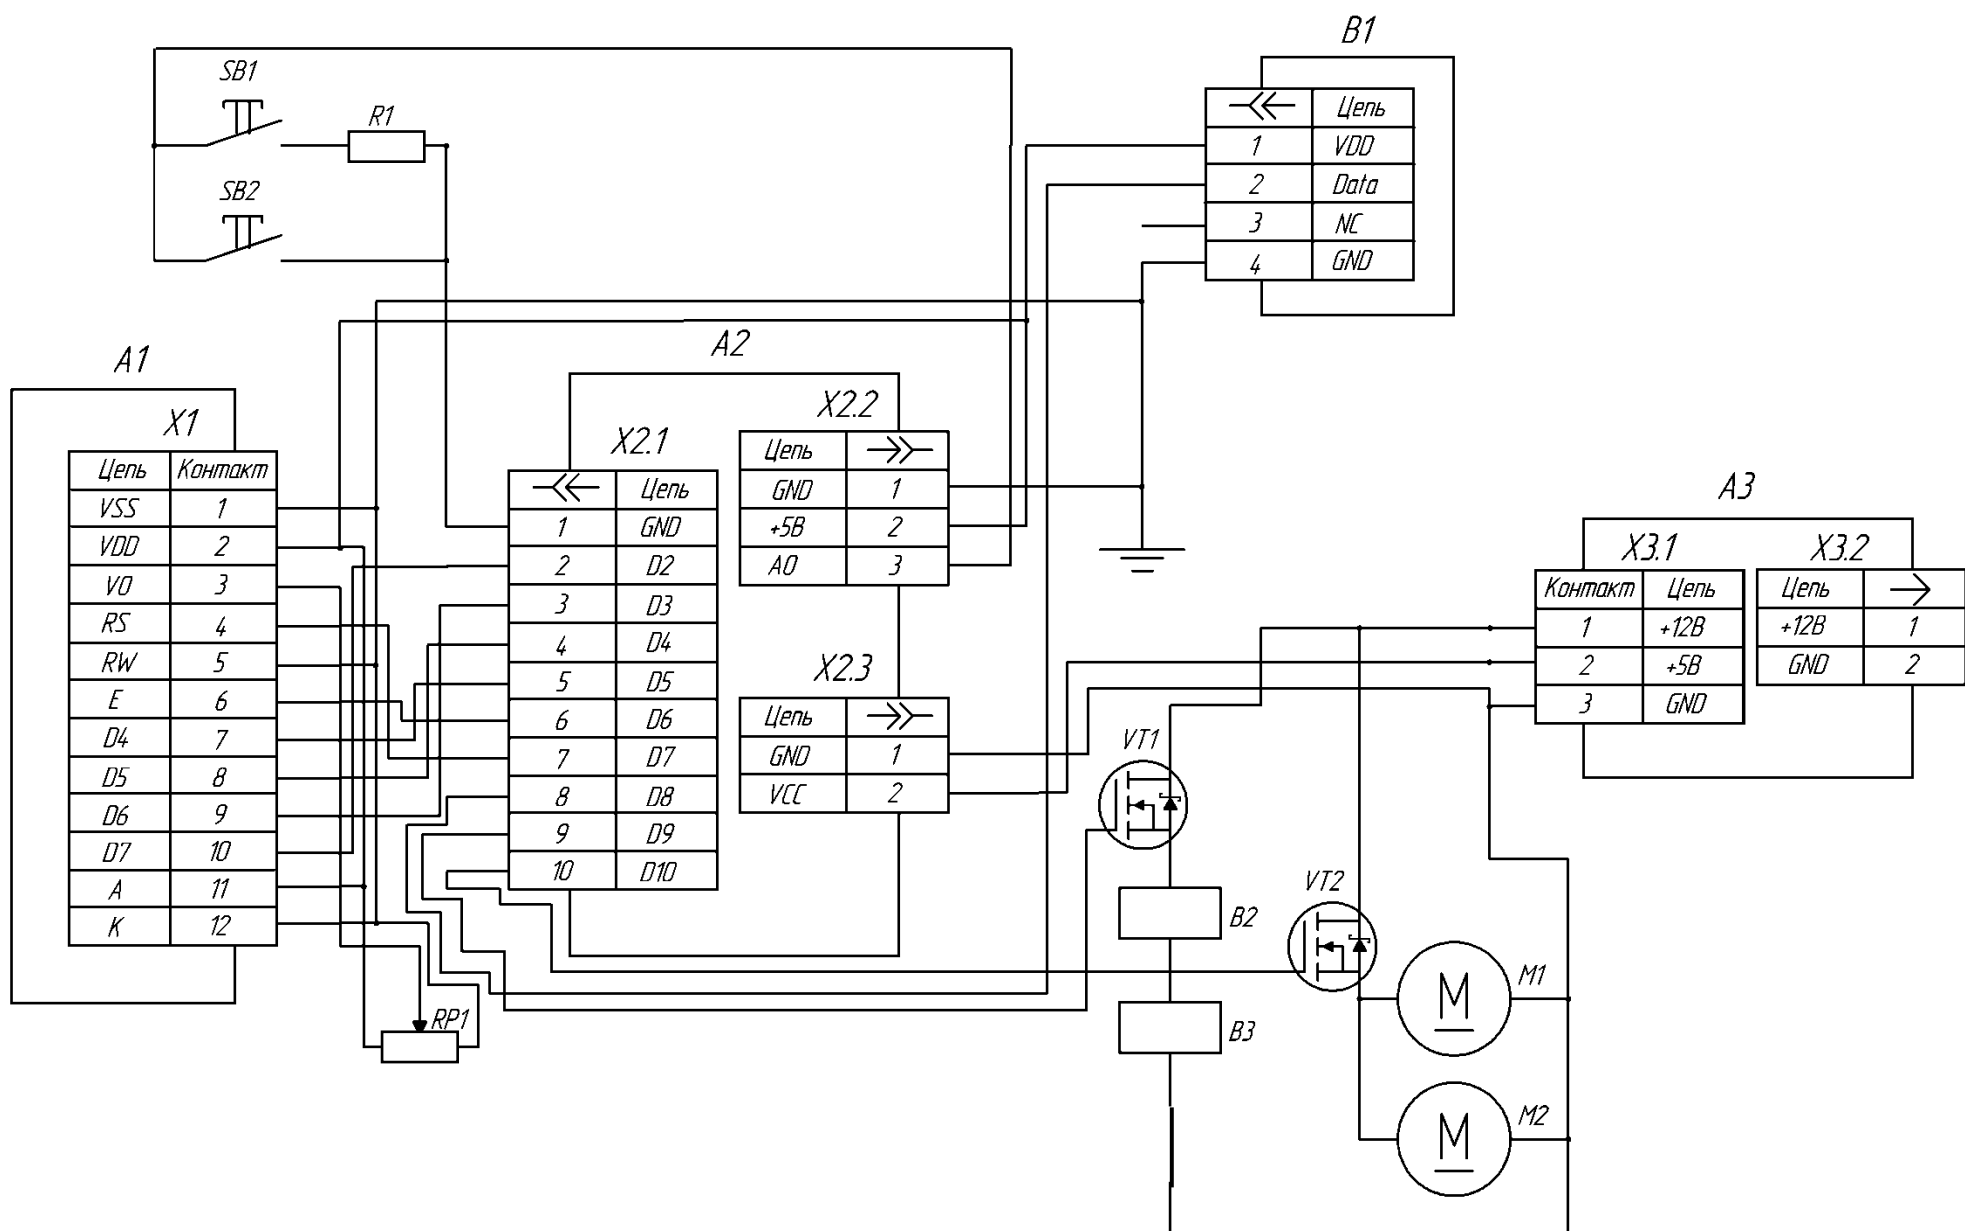 B1
SB1
R1
SB2
Цепь
1 VDD
2 Data
3 NC
4 GND
A1
X1
Цепь Контакт
VSS 1
VDD 2
VO 3
RS 4
RW 5
E 6
D4 7
D5 8
D6 9
D7 10
A 11
K 12
RP1
A2
X2.1
Цепь
1 GND
2 D2
3 D3
4 D4
5 D5
6 D6
7 D7
8 D8
9 D9
10 D10
X2.2
Цепь
GND 1
+5В 2
A0 3
X2.3
Цепь
GND 1
VCC 2
A3
X3.1
Контакт Цепь
1 +12В
2 +5В
3 GND
X3.2
Цепь
+12В 1
GND 2
VT1
VT2
B2
B3
M
M1
M
M2